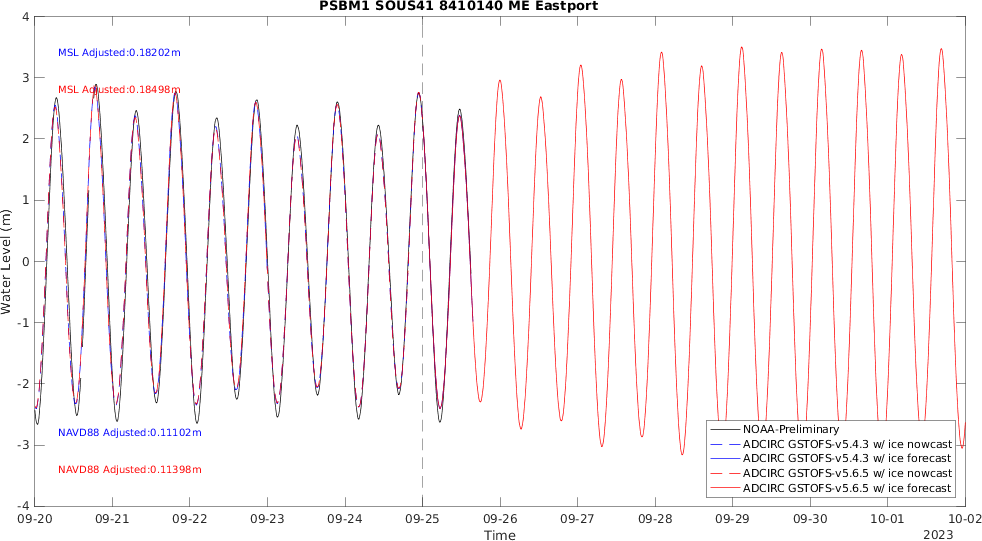 PSBM1 SOUS41 8410140 ME Eastport
4
3
2
1
0
-1
-2
-3
-4
Water Level (m)
MSL Adjusted:0.18202m
MSL Adjusted:0.18498m
NAVD88 Adjusted:0.11102m
NAVD88 Adjusted:0.11398m
NOAA-Preliminary
ADCIRC GSTOFS-v5.4.3 w/ ice nowcast
ADCIRC GSTOFS-v5.4.3 w/ ice forecast
ADCIRC GSTOFS-v5.6.5 w/ ice nowcast
ADCIRC GSTOFS-v5.6.5 w/ ice forecast
09-20 09-21 09-22 09-23 09-24 09-25 09-26 09-27 09-28 09-29 09-30 10-01 10-02
Time
2023